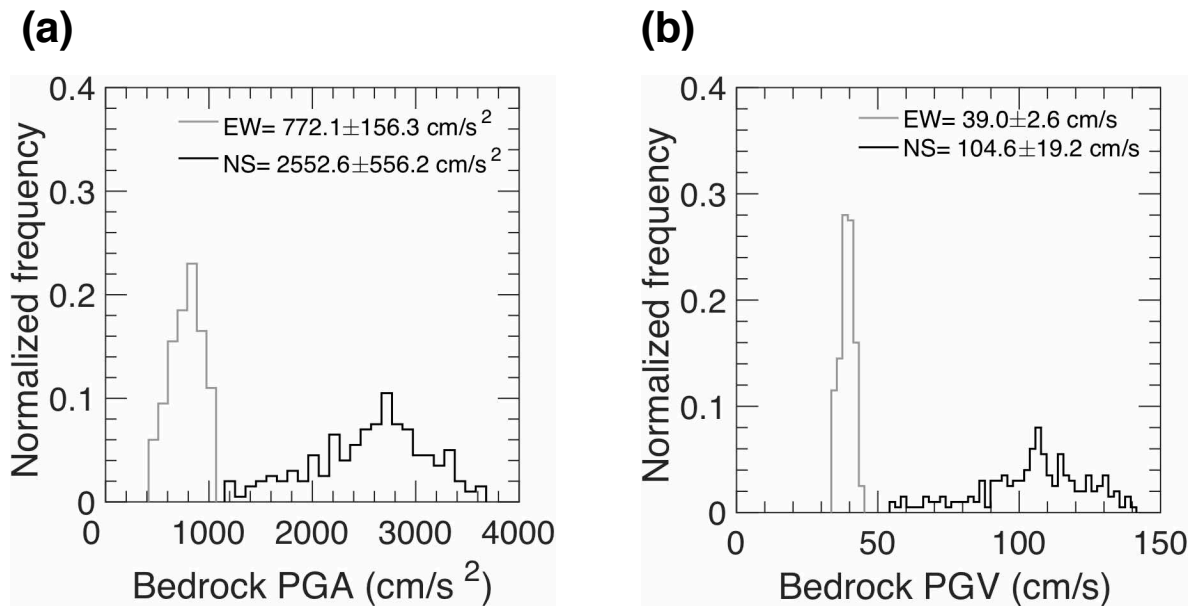 (a)
(b)
Normalized frequency
0.4
0.3
0.2
0.1
0
EW= 772.1±156.3 cm/s 2
NS= 2552.6±556.2 cm/s 2
0 1000 2000 3000 4000
Bedrock PGA (cm/s 2)
Normalized frequency
0.4
0.3
0.2
0.1
0
EW= 39.0±2.6 cm/s
NS= 104.6±19.2 cm/s
0 50 100 150
Bedrock PGV (cm/s)